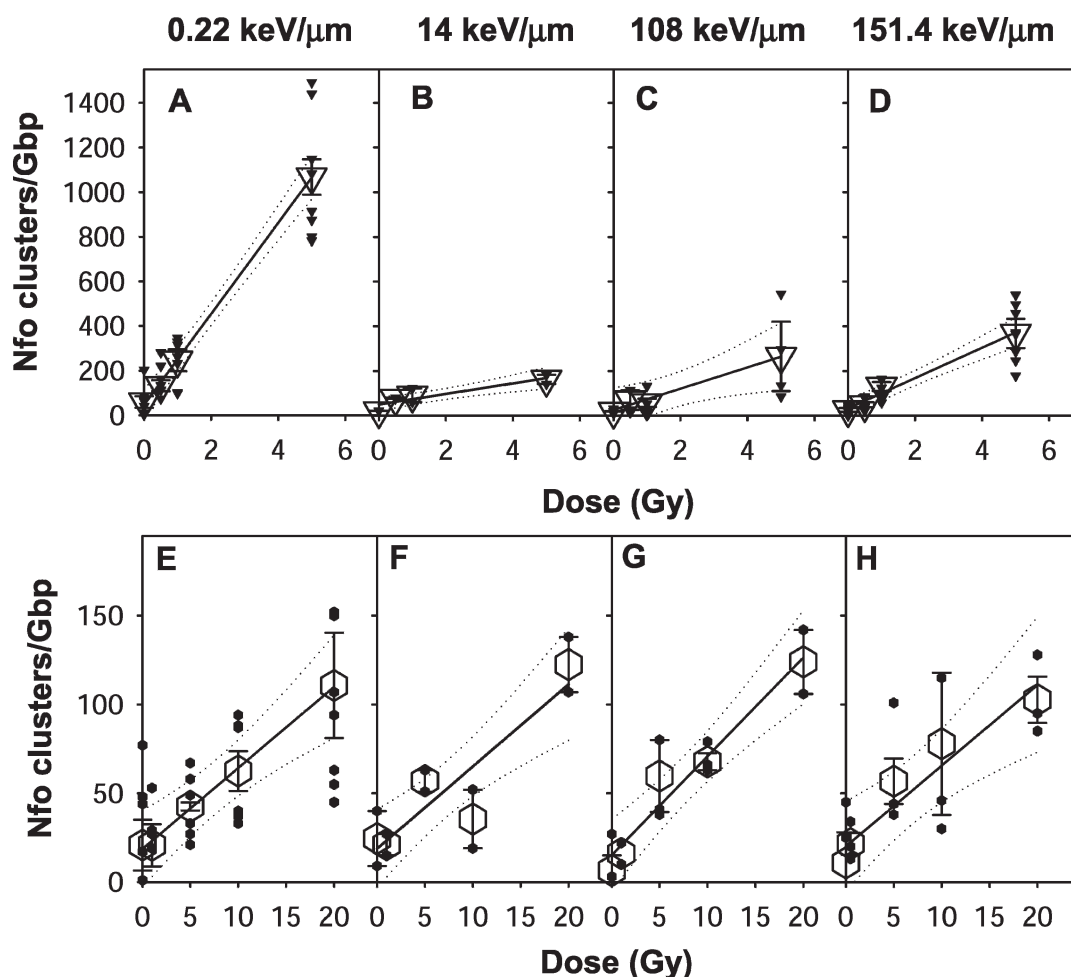 0.22 keV/μm 14 keV/μm 108 keV/μm 151.4 keV/μm
A B C D
Nfo clusters/Gbp
1400
1200
1000
800
600
400
200
0
0 2 4 6 0 2 4 6 0 2 4 6 0 2 4 6
Dose (Gy)
E F G H
Nfo clusters/Gbp
150
100
50
0
0 5 10 15 20 0 5 10 15 20 0 5 10 15 20 0 5 10 15 20
Dose (Gy)